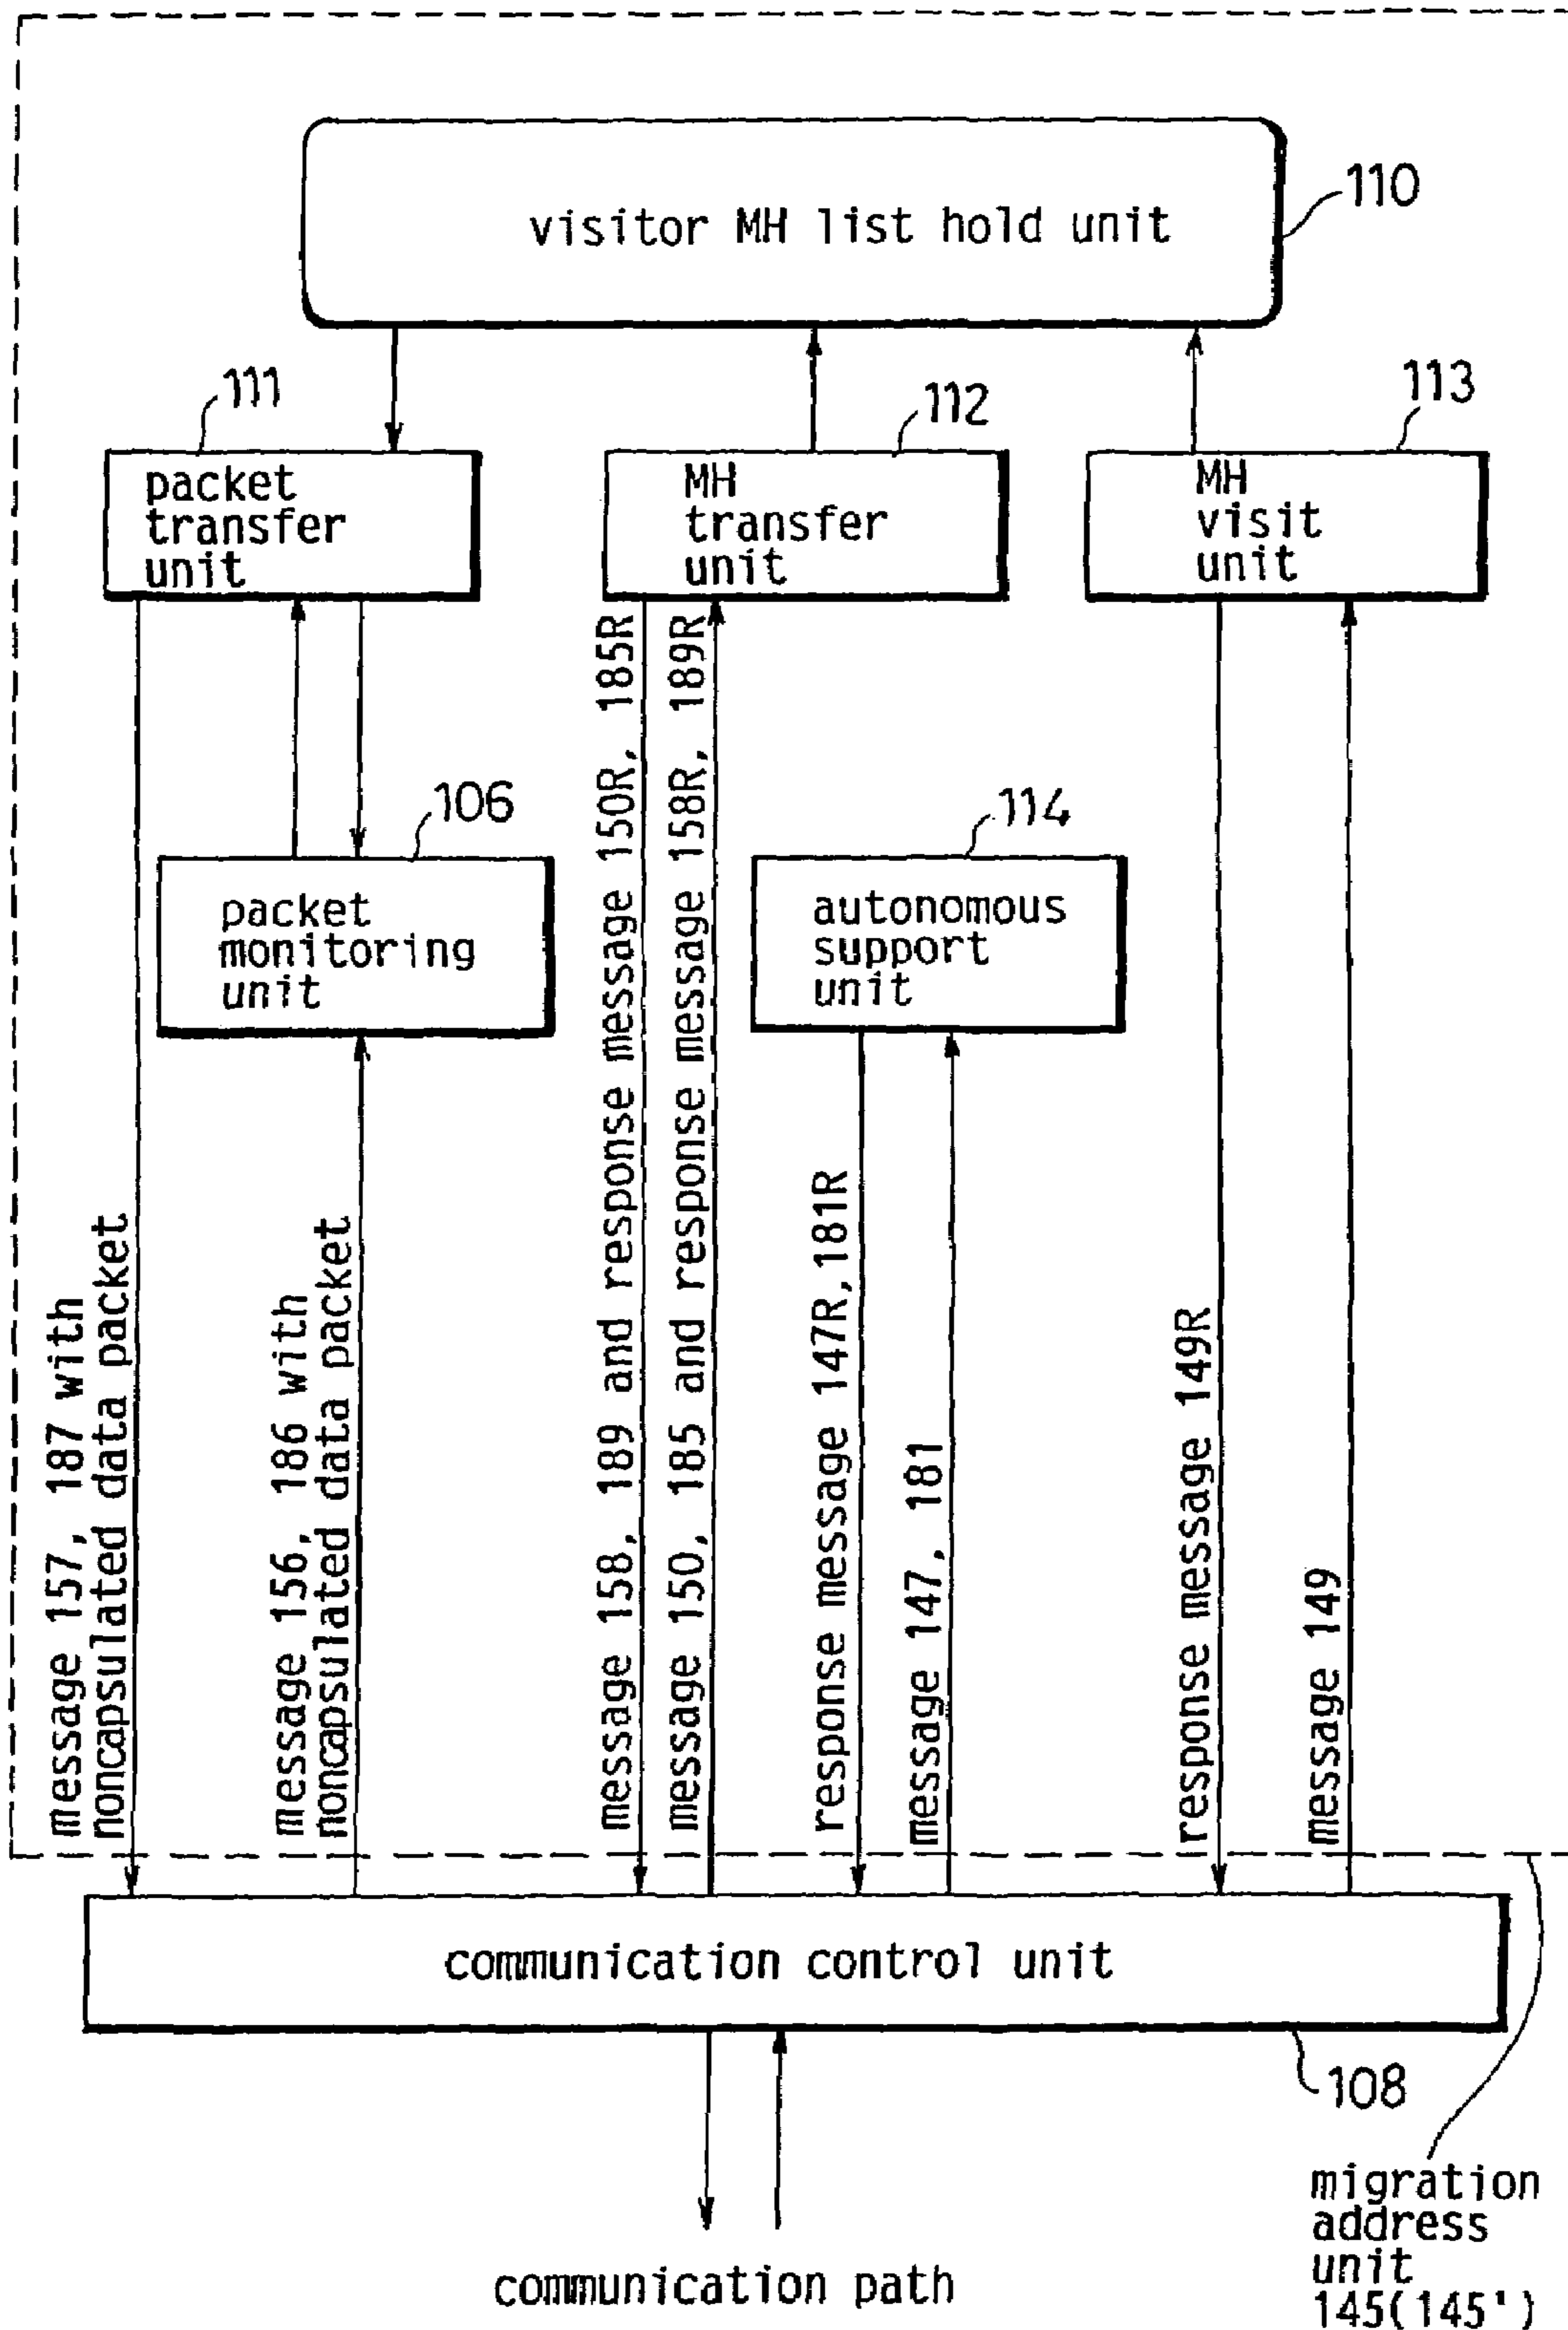 visitor MH list hold unit
110
111
112
113
packet
transfer
unit
MH
transfer
unit
MH
visit
unit
106
114
packet
monitoring
unit
autonomous
support
unit
message 157, 187 with
noncapsulated data packet
message 156, 186 with
noncapsulated data packet
message 158, 189 and response message 150R, 185R
message 150, 185 and response message 158R, 189R
response message 147R,181R
message 147, 181
response message 149R
message 149
communication control unit
108
communication path
migration
address
unit
145(145')